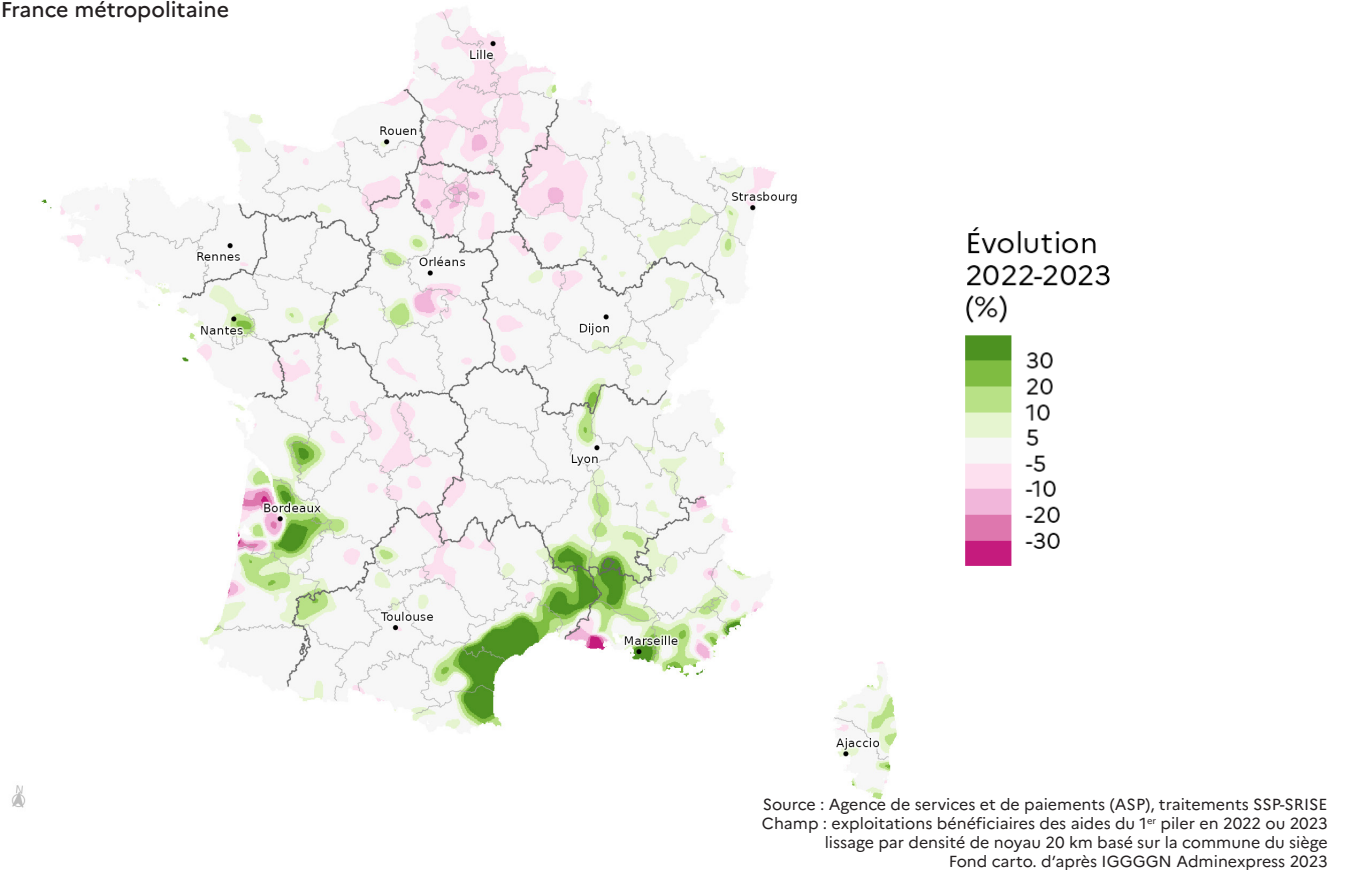 France métropolitaine
Lille
Rouen
Strasbourg
Rennes
Orléans
Nantes
Dijon
Lyon
Bordeaux
Toulouse
Marseille
Ajaccio
Évolution
2022-2023
(%)
30
20
10
5
-5
-10
-20
-30
N
Source : Agence de services et de paiements (ASP), traitements SSP-SRISE
Champ : exploitations bénéficiaires des aides du 1er piler en 2022 ou 2023
lissage par densité de noyau 20 km basé sur la commune du siège
Fond carto. d’après IGGGGN Adminexpress 2023